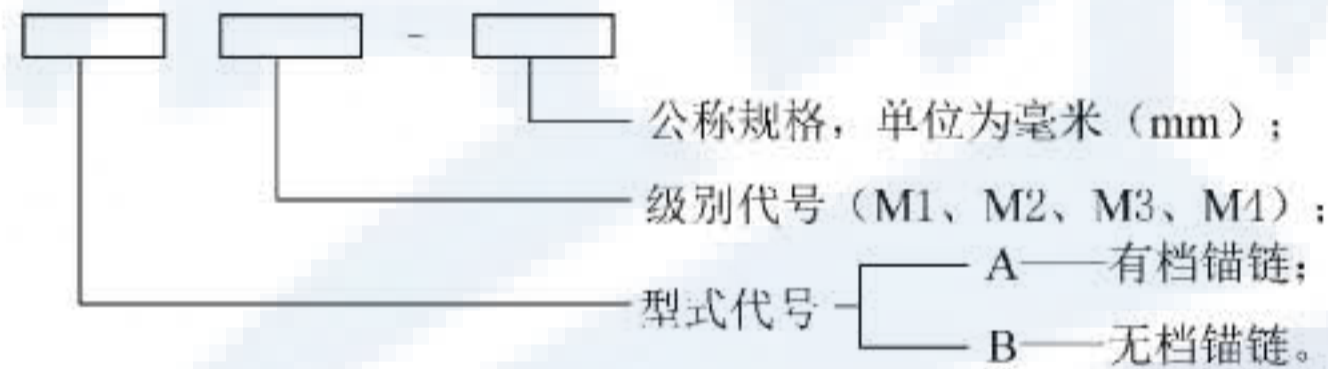 -
公称规格，单位为毫米（mm）；
级别代号（M1、M2、M3、M4）；
型式代号
A——有档锚链；
B——无档锚链。